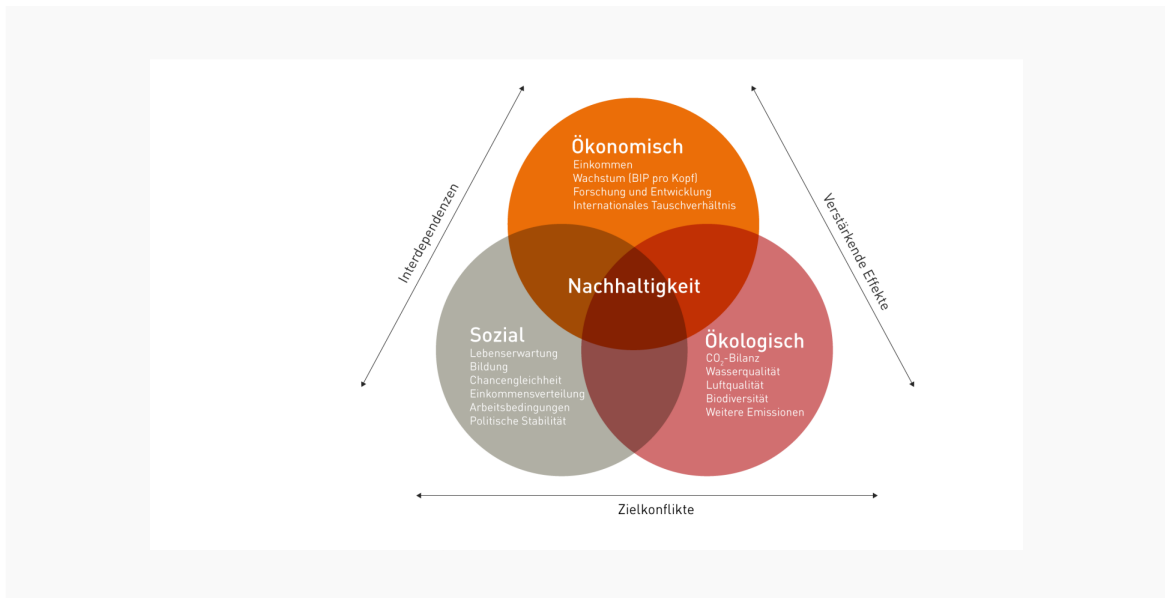 Ökonomisch
Einkommen
Wachstum (BIP pro Kopf)
Forschung und Entwicklung
Internationales Tauschverhältnis
Interdependenzen
Verstärkende Effekte
Nachhaltigkeit
Sozial
Lebenserwartung
Bildung
Chancengleichheit
Einkommensverteilung
Arbeitsbedingungen
Politische Stabilität
Ökologisch
CO₂-Bilanz
Wasserqualität
Luftqualität
Biodiversität
Weitere Emissionen
Zielkonflikte